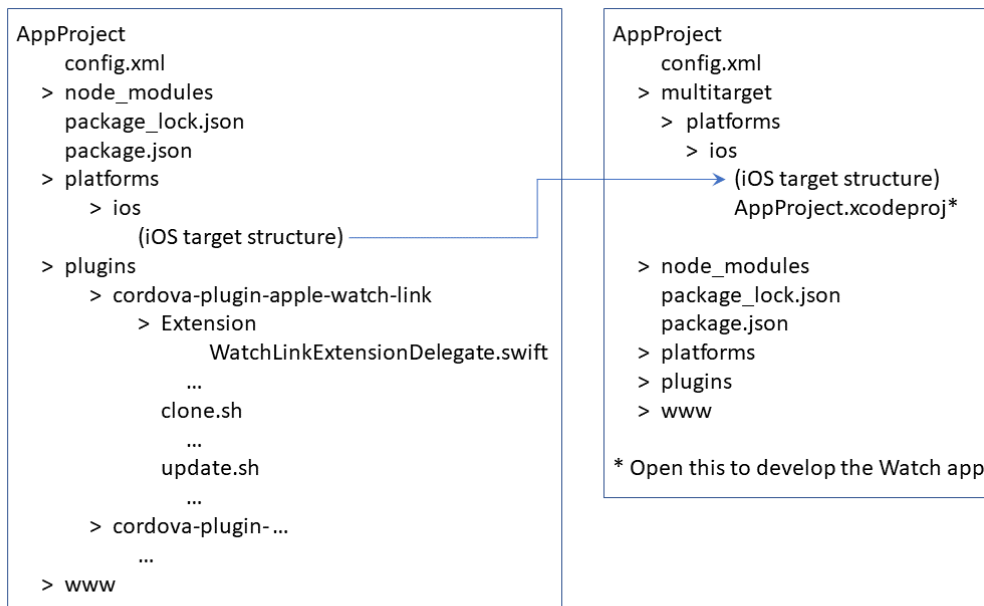 AppProject
config.xml
> node_modules
package_lock.json
package.json
> platforms
> ios
(iOS target structure)
> plugins
> cordova-plugin-apple-watch-link
> Extension
WatchLinkExtensionDelegate.swift
...
clone.sh
...
update.sh
...
> cordova-plugin-...
...
> www
AppProject
config.xml
> multitarget
> platforms
> ios
(iOS target structure)
AppProject.xcodeproj*
> node_modules
package_lock.json
package.json
> platforms
> plugins
> www
* Open this to develop the Watch app